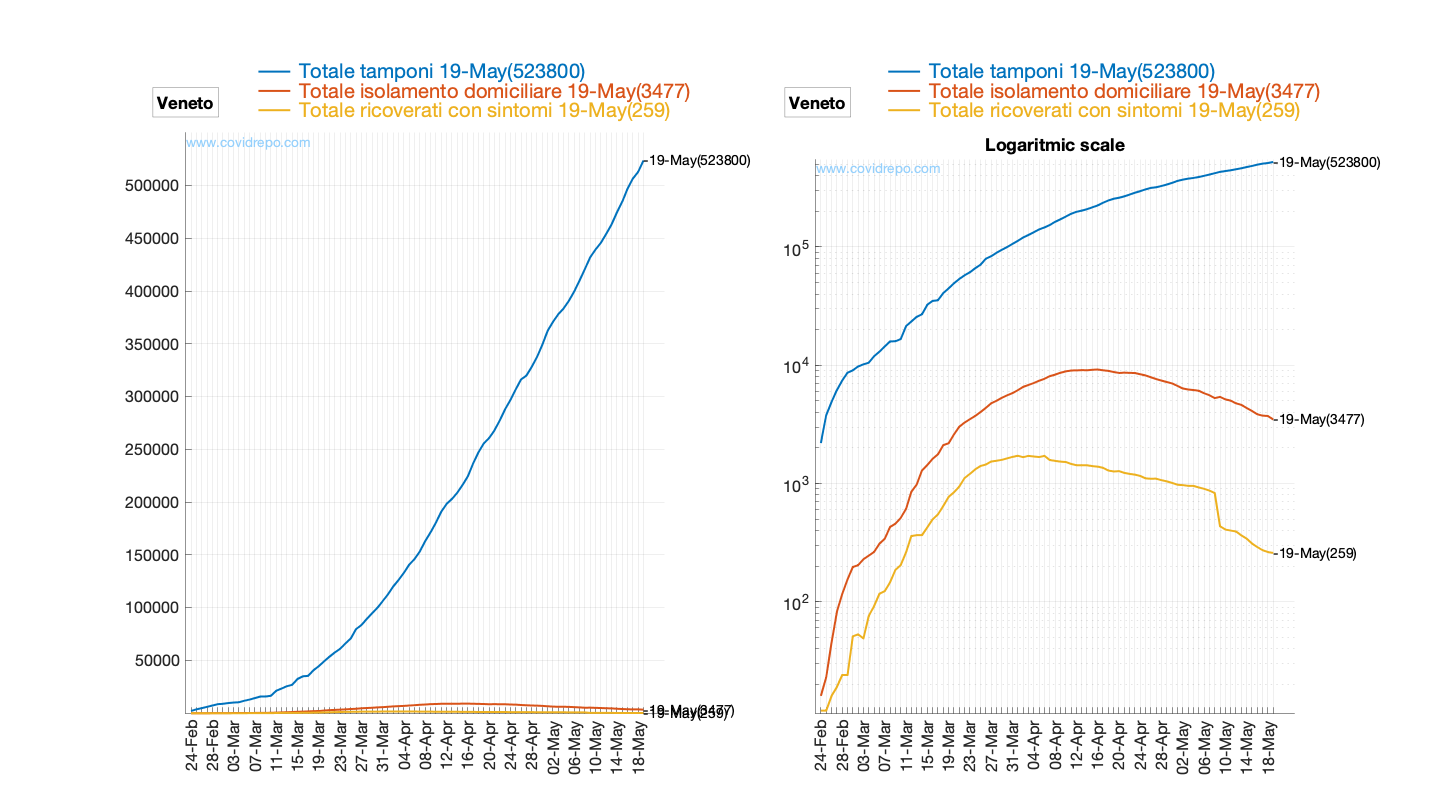 Totale tamponi 19-May(523800)
Totale isolamento domiciliare 19-May(3477)
Totale ricoverati con sintomi 19-May(259)
Veneto
www.covidrepo.com
19-May(523800)
500000
450000
400000
350000
300000
250000
200000
150000
100000
50000
19-May(3477)
19-May(259)
24-Feb
28-Feb
03-Mar
07-Mar
11-Mar
15-Mar
19-Mar
23-Mar
27-Mar
31-Mar
04-Apr
08-Apr
12-Apr
16-Apr
20-Apr
24-Apr
28-Apr
02-May
06-May
10-May
14-May
18-May
Totale tamponi 19-May(523800)
Totale isolamento domiciliare 19-May(3477)
Totale ricoverati con sintomi 19-May(259)
Veneto
Logaritmic scale
www.covidrepo.com
19-May(523800)
10^5
10^4
19-May(3477)
10^3
19-May(259)
10^2
24-Feb
28-Feb
03-Mar
07-Mar
11-Mar
15-Mar
19-Mar
23-Mar
27-Mar
31-Mar
04-Apr
08-Apr
12-Apr
16-Apr
20-Apr
24-Apr
28-Apr
02-May
06-May
10-May
14-May
18-May